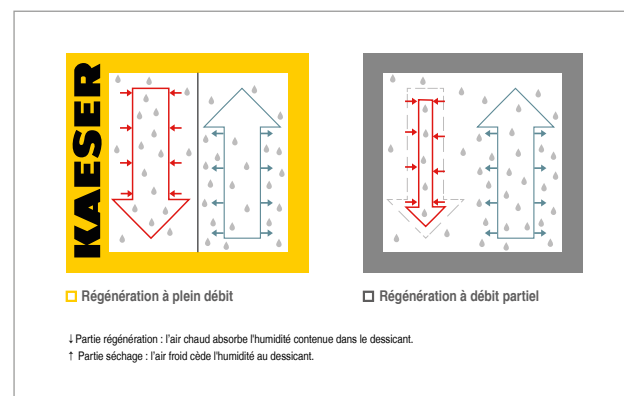 KAESER
Régénération à plein débit
Régénération à débit partiel
↓ Partie régénération : l'air chaud absorbe l'humidité contenue dans le dessicant.
↑ Partie séchage : l'air froid cède l'humidité au dessicant.